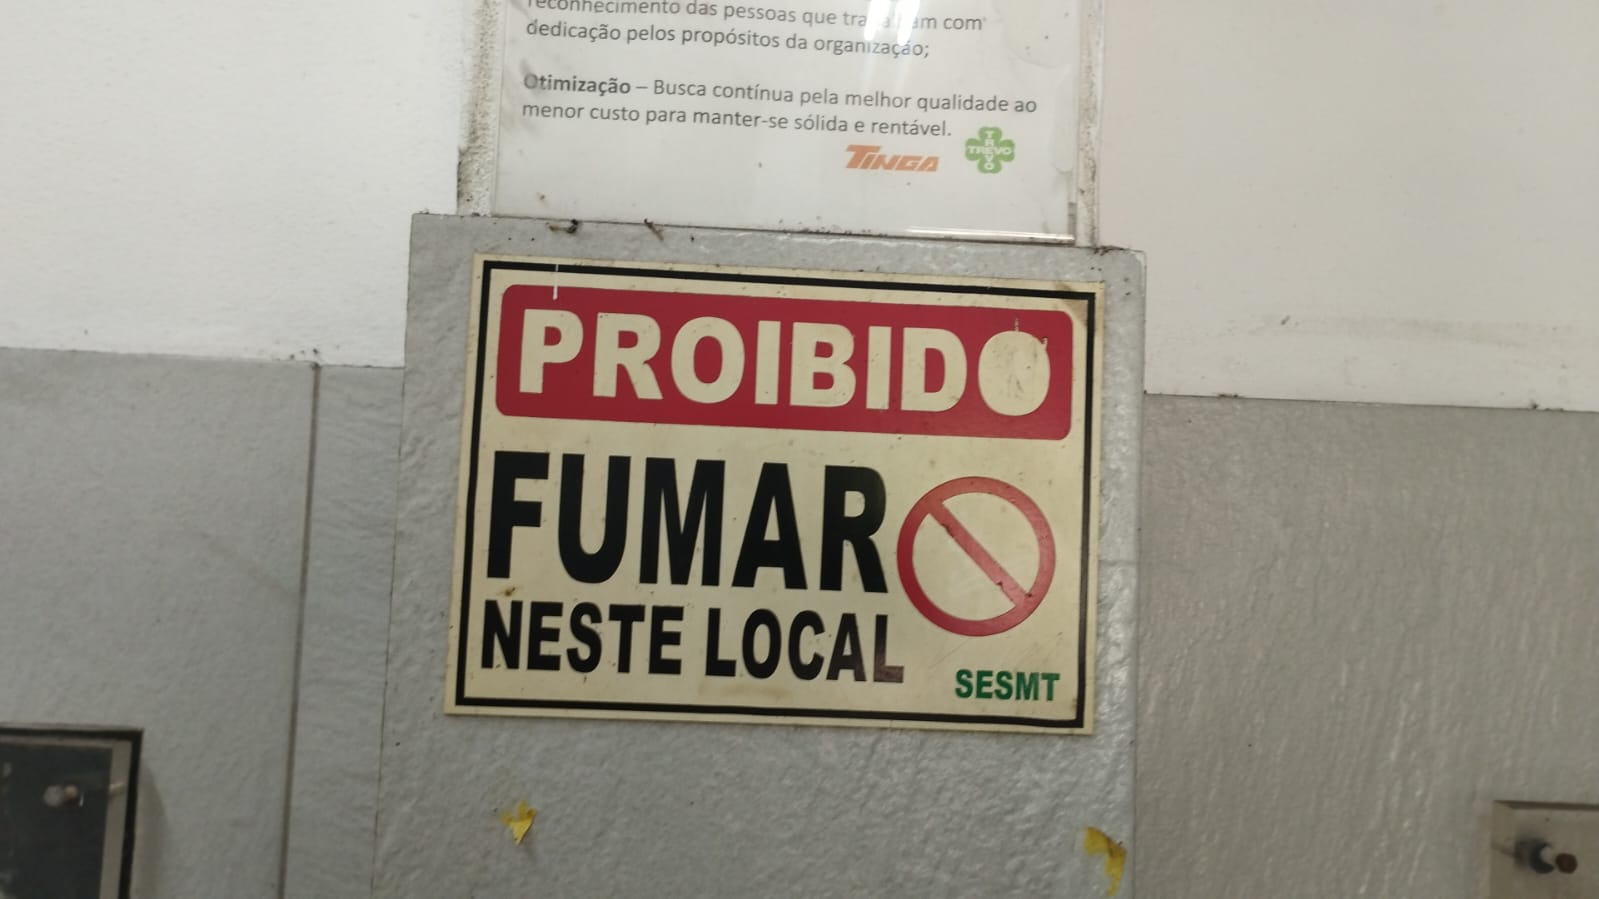 reconhecimento das pessoas que trabalham com
dedicação pelos propósitos da organização;
Otimização – Busca contínua pela melhor qualidade ao
menor custo para manter-se sólida e rentável.
TINGA
TREVO
TREVO
PROIBIDO
FUMAR
NESTE LOCAL
SESMT